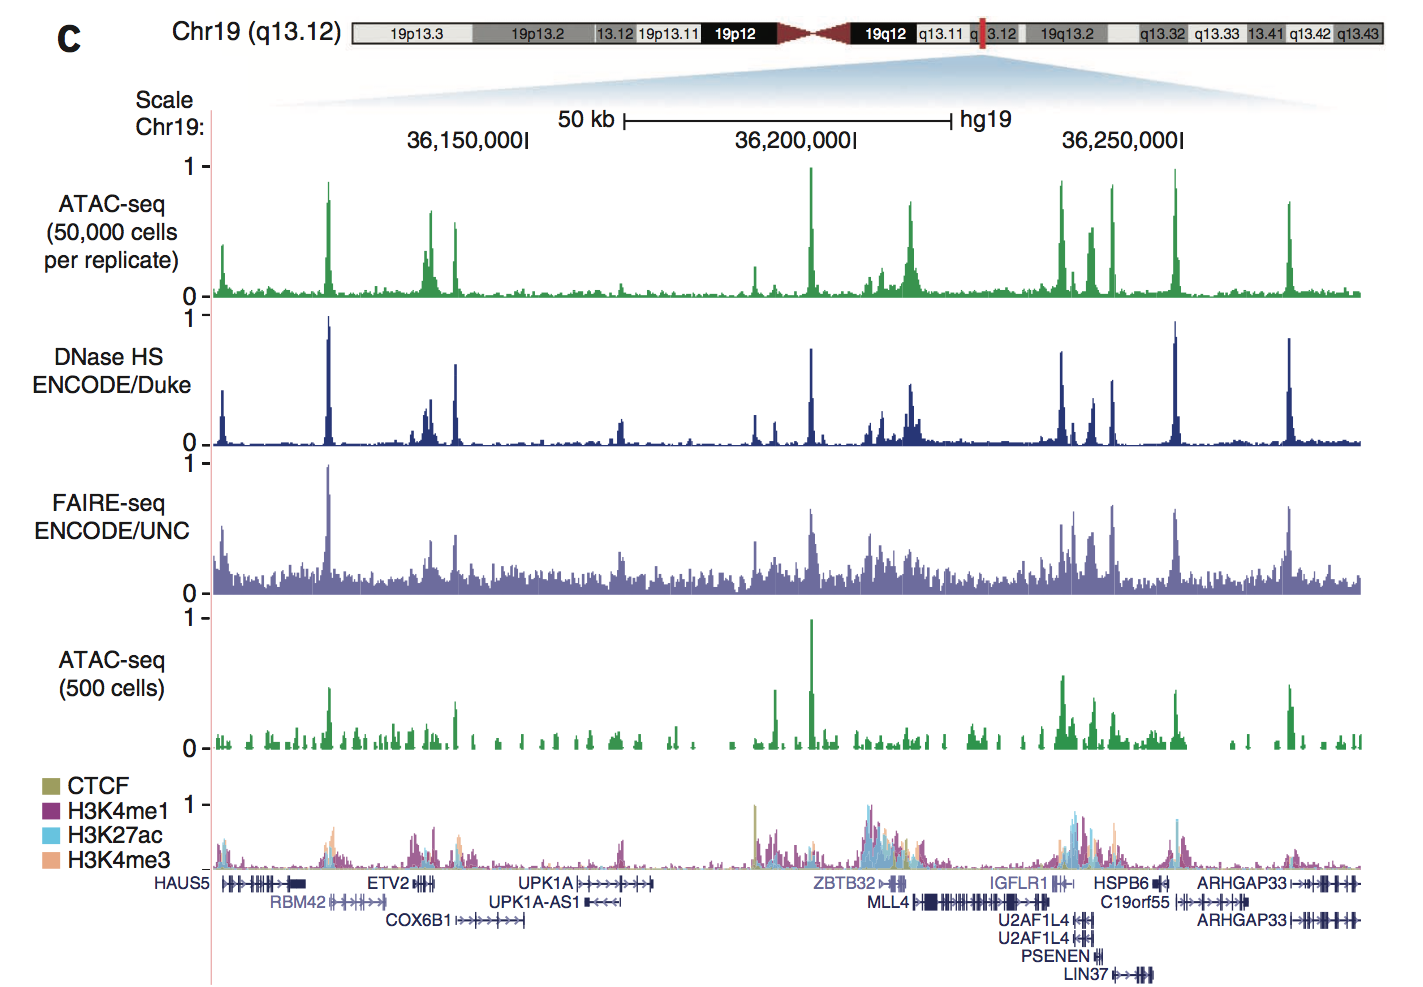 c
Chr19 (q13.12)
19p13.3 19p13.2 13.12 19p13.11 19p12 19q12 q13.11 q 3.12 19q13.2 q13.32 q13.33 13.41 q13.42 q13.43
Scale
50 kb hg19
Chr19:
36,150,000 36,200,000 36,250,000
1
ATAC-seq
(50,000 cells
per replicate)
0
1
DNase HS
ENCODE/Duke
0
1
FAIRE-seq
ENCODE/UNC
0
1
ATAC-seq
(500 cells)
0
CTCF
1
H3K4me1
H3K27ac
H3K4me3
HAUS5 ETV2 UPK1A ZBTB32 IGFLR1 HSPB6 ARHGAP33
RBM42 UPK1A-AS1 MLL4 C19orf55
COX6B1 U2AF1L4 ARHGAP33
U2AF1L4
PSENEN
LIN37